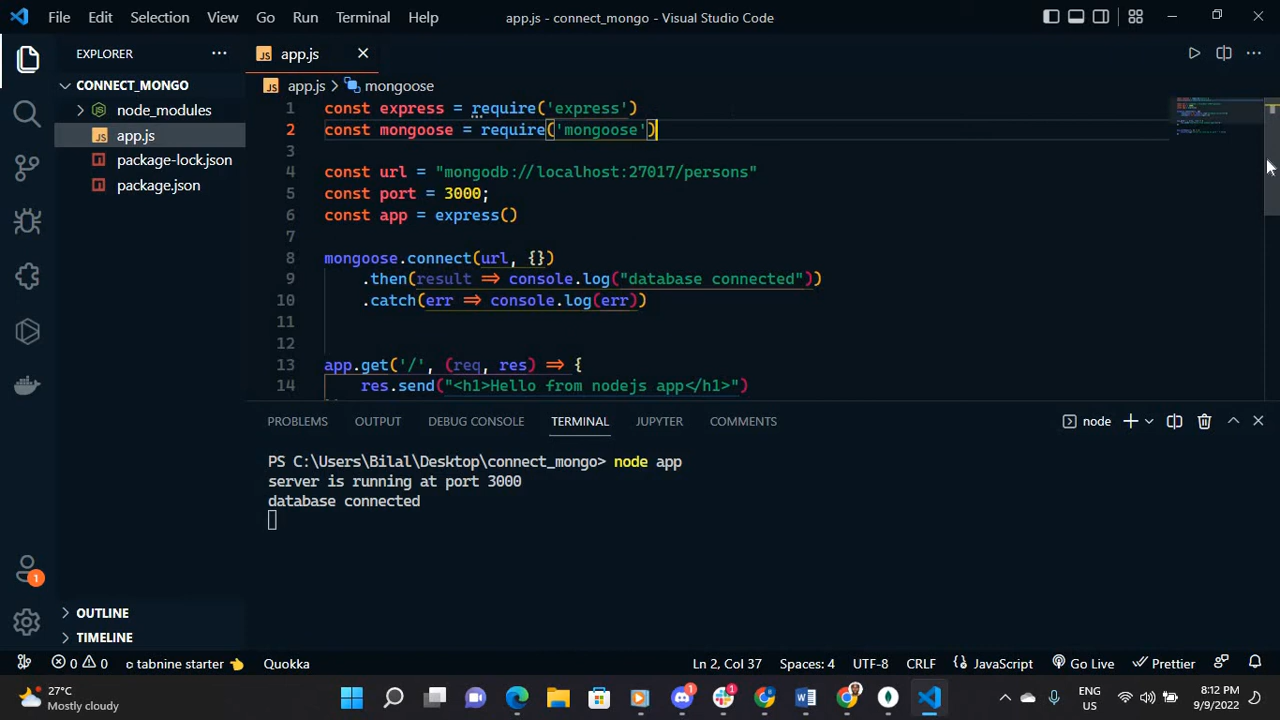 File Edit Selection View Go Run Terminal Help app.js - connect_mongo - Visual Studio Code
EXPLORER
CONNECT_MONGO
node_modules
JS app.js
package-lock.json
package.json
OUTLINE
TIMELINE
JS app.js
JS app.js > mongoose
1 const express = require('express')
2 const mongoose = require('mongoose')
3
4 const url = "mongodb://localhost:27017/persons"
5 const port = 3000;
6 const app = express()
7
8 mongoose.connect(url, {})
9 .then(result => console.log("database connected"))
10 .catch(err => console.log(err))
11
12
13 app.get('/', (req, res) => {
14 res.send("<h1>Hello from nodejs app</h1>")
PROBLEMS OUTPUT DEBUG CONSOLE TERMINAL JUPYTER COMMENTS node
PS C:\Users\Bilal\Desktop\connect_mongo> node app
server is running at port 3000
database connected
1
0 0 tabnine starter Quokka Ln 2, Col 37 Spaces: 4 UTF-8 CRLF JavaScript Go Live Prettier
27°C
Mostly cloudy
1
1
W
ENG
US
8:12 PM
9/9/2022